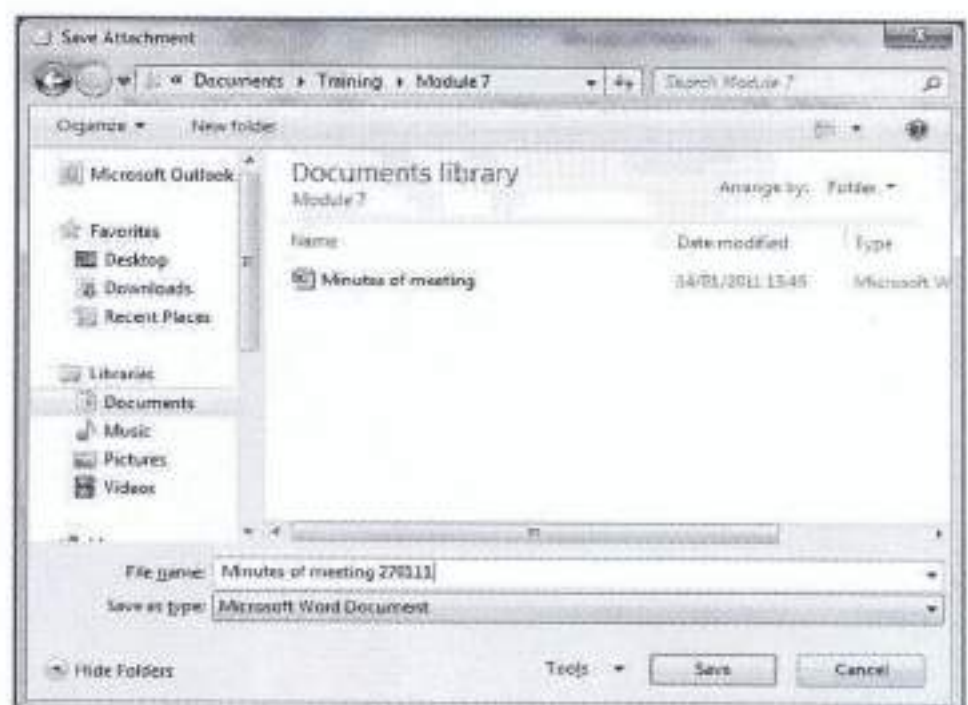 Save Attachment
« Documents ▸ Training ▸ Module 7
Search Module 7
Organize
New folder
Microsoft Outlook
Favorites
Desktop
Downloads
Recent Places
Libraries
Documents
Music
Pictures
Videos
Documents library
Module 7
Arrange by: Folder
Name Date modified Type
Minutes of meeting 14/01/2011 13:45 Microsoft W
File name: Minutes of meeting 270111
Save as type: Microsoft Word Document
Hide Folders
Tools
Save
Cancel